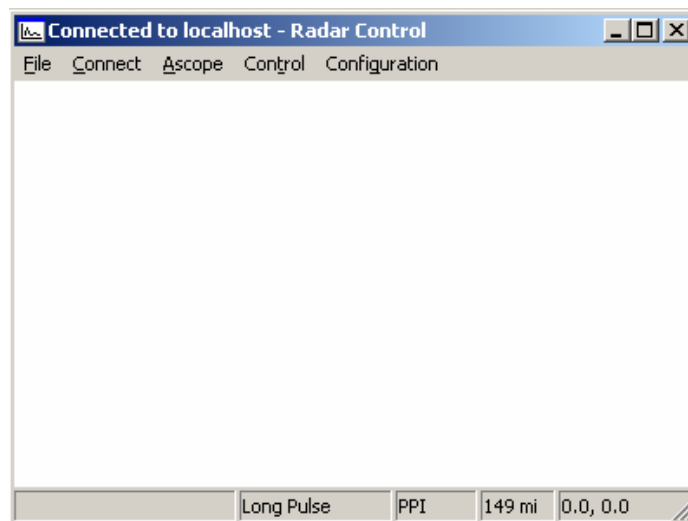 Connected to localhost - Radar Control
File Connect Ascope Control Configuration
Long Pulse PPI 149 mi 0.0, 0.0